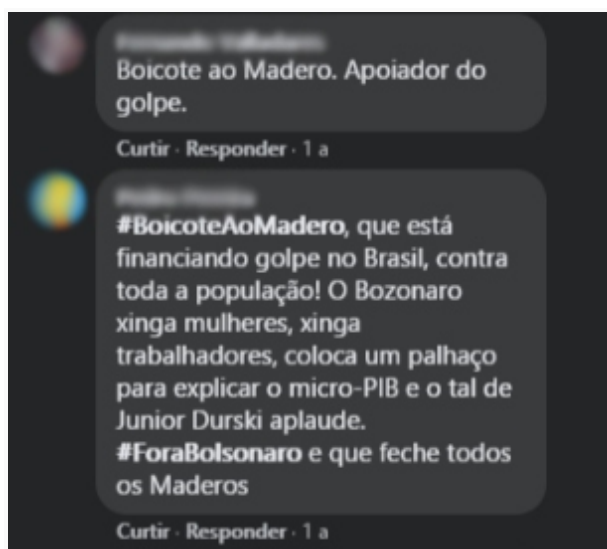 Boicote ao Madero. Apoiador do
golpe.
Curtir · Responder · 1 a
#BoicoteAoMadero, que está
financiando golpe no Brasil, contra
toda a população! O Bozonaro
xinga mulheres, xinga
trabalhadores, coloca um palhaço
para explicar o micro-PIB e o tal de
Junior Durski aplaude.
#ForaBolsonaro e que feche todos
os Maderos
Curtir · Responder · 1 a